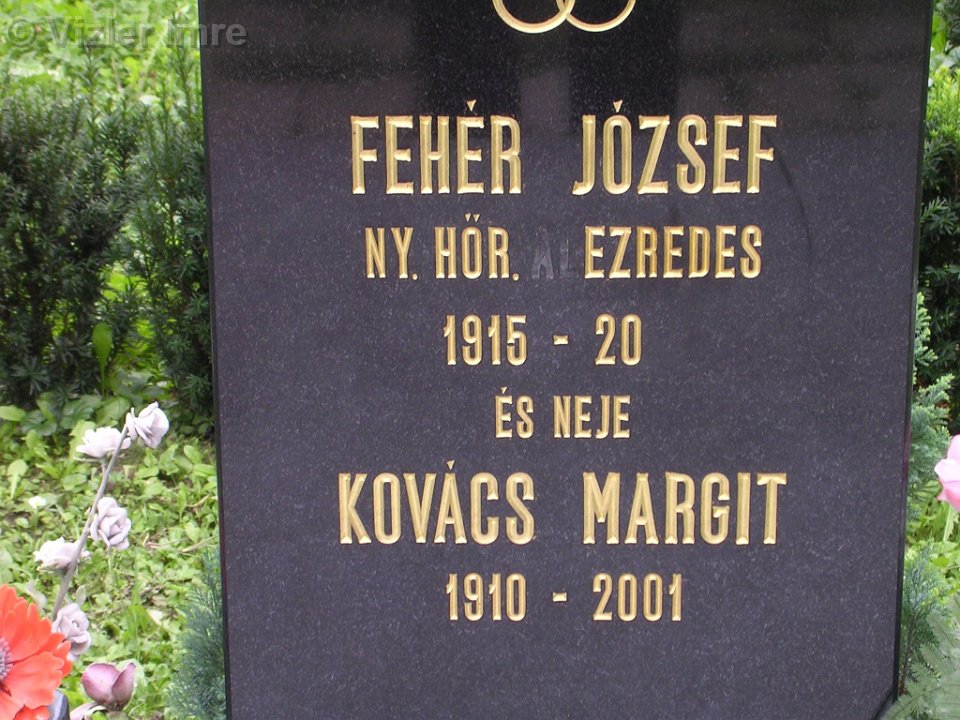 © Vizler Imre
FEHÉR JÓZSEF
NY. HŐR. ALEZREDES
1915 - 20
ÉS NEJE
KOVÁCS MARGIT
1910 - 2001